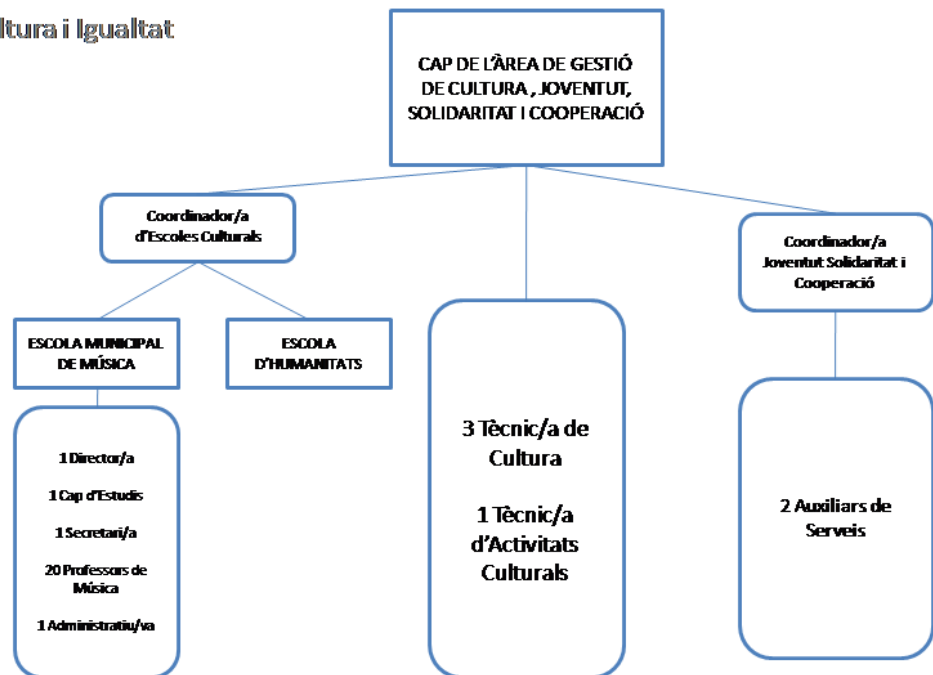 ltura i Igualtat
CAP DE L'ÀREA DE GESTIÓ
DE CULTURA , JOVENTUT,
SOLIDARITAT I COOPERACIÓ
Coordinador/a
d'Escoles Culturals
Coordinador/a
Joventut Solidaritat i
Cooperació
ESCOLA MUNICIPAL
DE MÚSICA
ESCOLA
D'HUMANITATS
1 Director/a
1 Cap d'Estudis
1 Secretari/a
20 Professors de
Música
1 Administratiu/va
3 Tècnic/a de
Cultura
1 Tècnic/a
d'Activitats
Culturals
2 Auxiliars de
Serveis